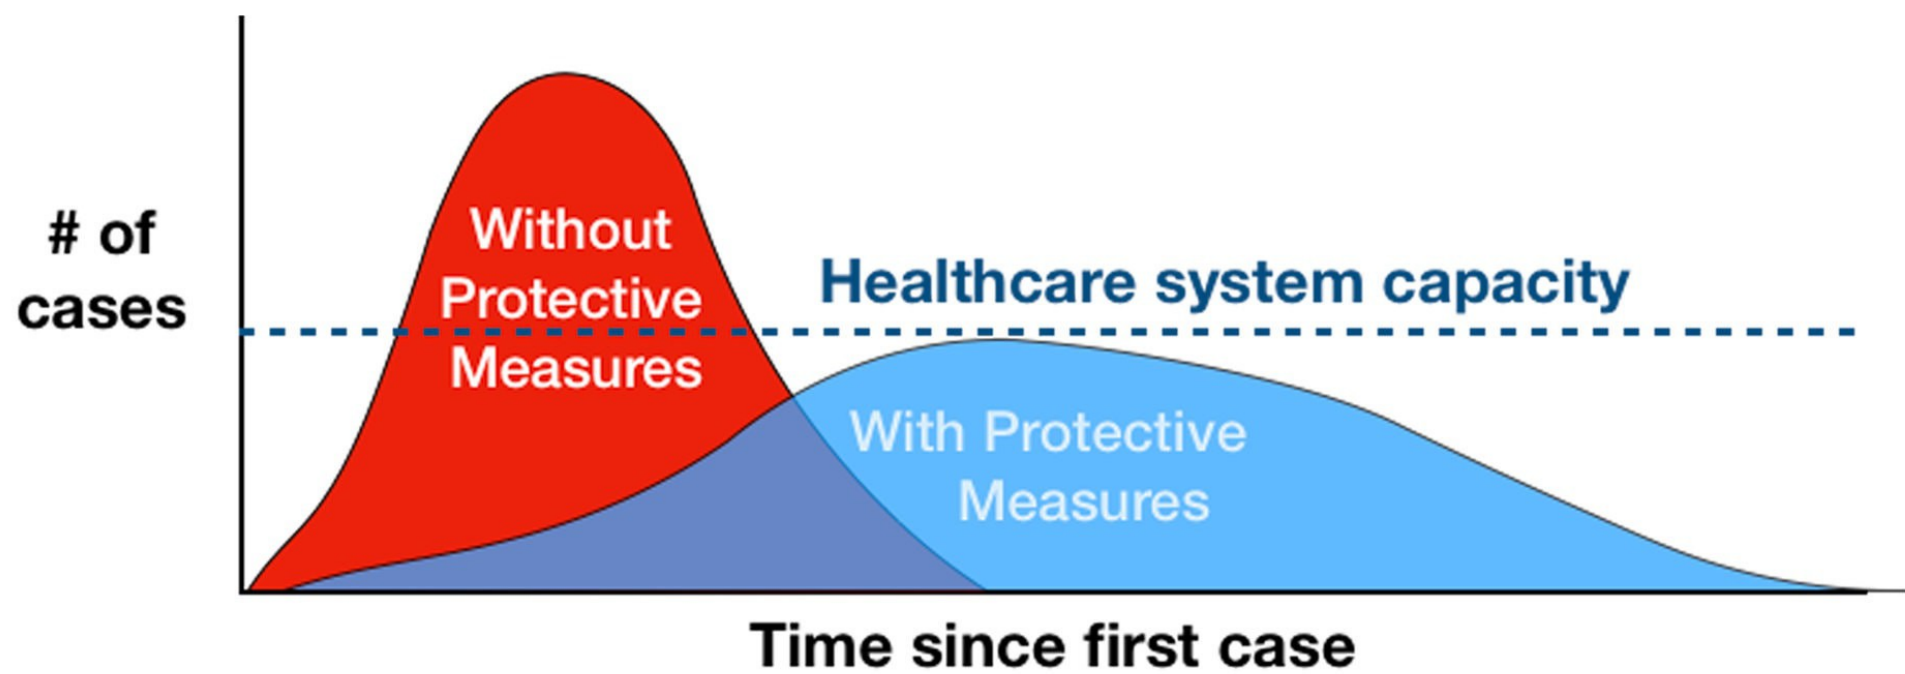 # of
cases
Without
Protective
Measures
Healthcare system capacity
With Protective
Measures
Time since first case